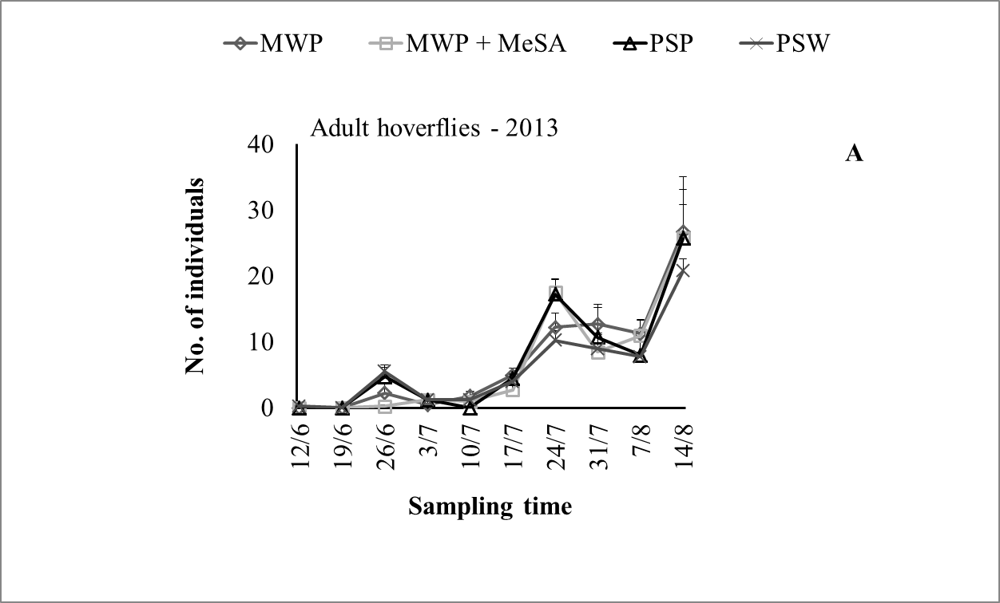 MWP MWP + MeSA PSP PSW
Adult hoverflies - 2013
A
40
30
20
10
0
No. of individuals
12/6 19/6 26/6 3/7 10/7 17/7 24/7 31/7 7/8 14/8
Sampling time